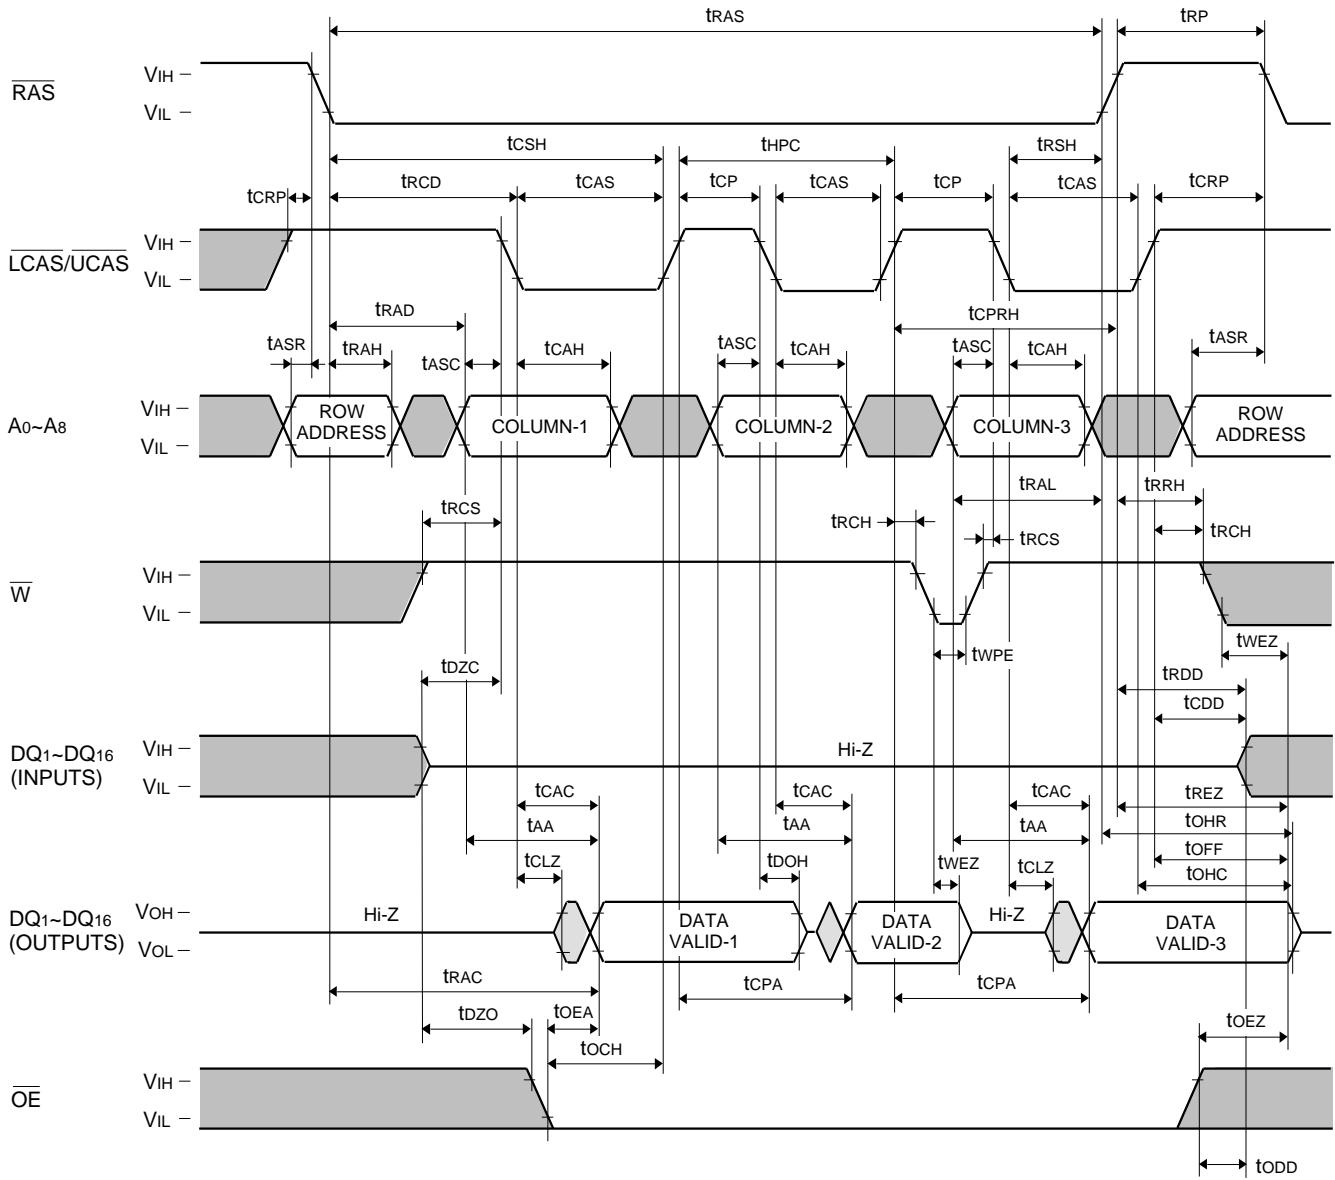 tRAS tRP
RAS VIH
VIL
tCSH tHPC tRSH
tCRP tRCD tCAS tCP tCAS tCP tCAS tCRP
LCAS/UCAS VIH
VIL
tRAD tCPRH
tASR tRAH tASC tCAH tASC tCAH tASC tCAH tASR
A0~A8 VIH
VIL
ROW
ADDRESS
COLUMN-1
COLUMN-2
COLUMN-3
ROW
ADDRESS
tRAL tRRH
tRCS tRCH tRCS tRCH
W VIH
VIL
tWPE tWEZ
tDZC tRDD
tCDD
DQ1~DQ16
(INPUTS)
VIH
VIL
Hi-Z
tCAC tCAC tCAC tREZ
tAA tAA tAA tOHR
tCLZ tDOH tWEZ tCLZ tOFF
tOHC
DQ1~DQ16
(OUTPUTS)
VOH
VOL
Hi-Z
DATA
VALID-1
DATA
VALID-2
Hi-Z
DATA
VALID-3
tRAC tCPA tCPA
tDZO tOEA tOEZ
tOCH
OE VIH
VIL
tODD